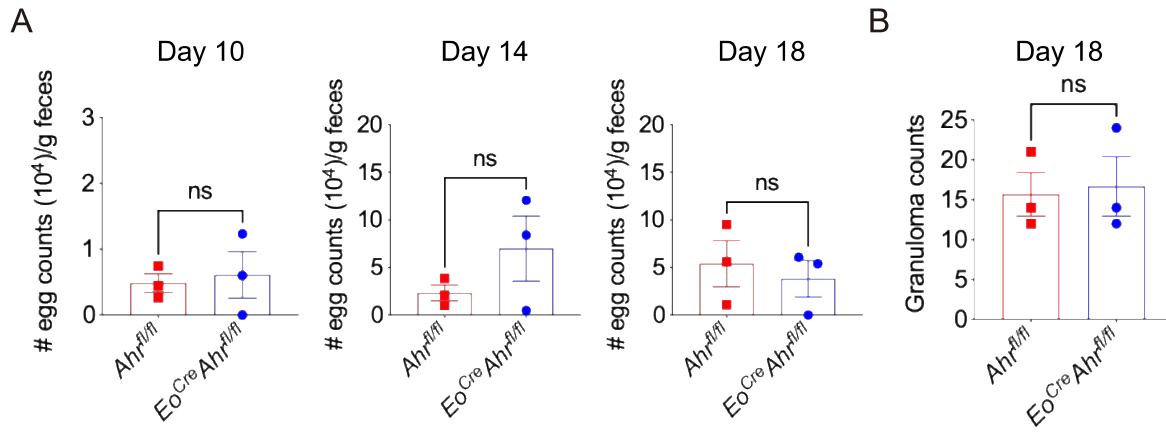 A
Day 10
# egg counts (10⁴)/g feces
3
2
1
0
ns
Ahr^fl/fl
Eo^Cre Ahr^fl/fl
Day 14
# egg counts (10⁴)/g feces
20
15
10
5
0
ns
Ahr^fl/fl
Eo^Cre Ahr^fl/fl
Day 18
# egg counts (10⁴)/g feces
20
15
10
5
0
ns
Ahr^fl/fl
Eo^Cre Ahr^fl/fl
B
Day 18
Granuloma counts
25
20
15
10
5
0
ns
Ahr^fl/fl
Eo^Cre Ahr^fl/fl